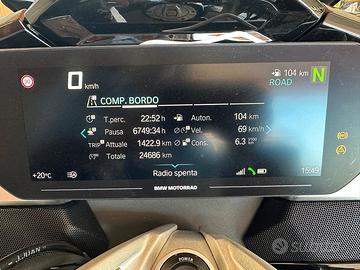 0 km/h
104 km
N
ROAD
COMP. BORDO
T.perc. 22:52 h
Auton. 104 km
Pausa 6749:34 h
Ø Vel. 69 km/h
TRIP Attuale 1422.9 km
Ø Cons. 6.3
Totale 24686 km
Radio spenta
+20°C
15:49
BMW MOTORRAD
J.JUAN
POWER
subito